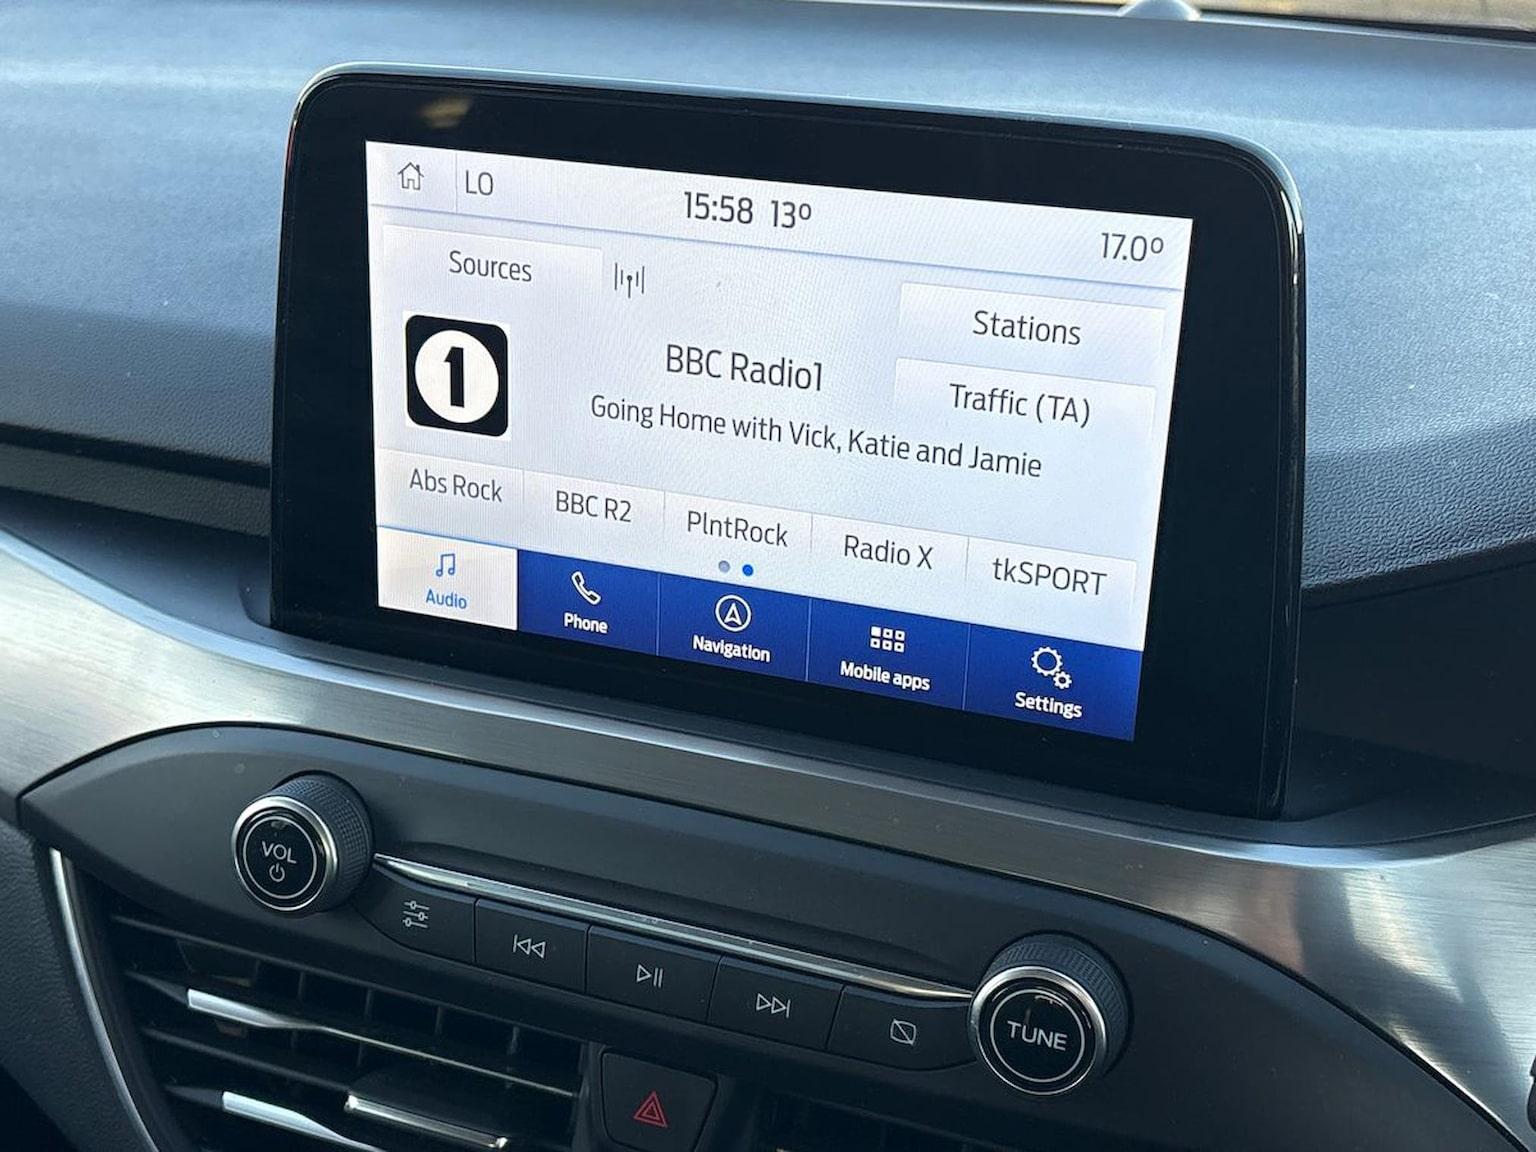 LO
15:58 13º
17.0º
Sources
Stations
1
BBC Radio1
Traffic (TA)
Going Home with Vick, Katie and Jamie
Abs Rock
BBC R2
PlntRock
Radio X
tkSPORT
Audio
Phone
Navigation
Mobile apps
Settings
VOL
TUNE